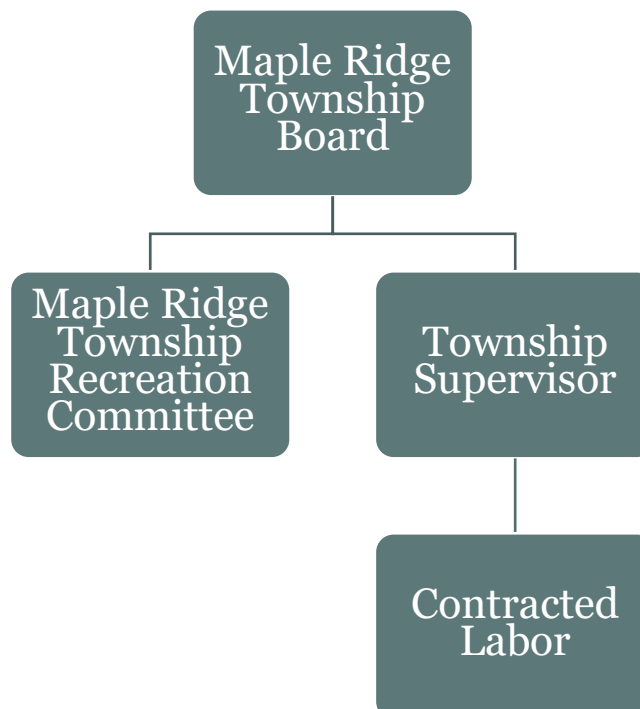 Maple Ridge
Township
Board
Maple Ridge
Township
Recreation
Committee
Township
Supervisor
Contracted
Labor